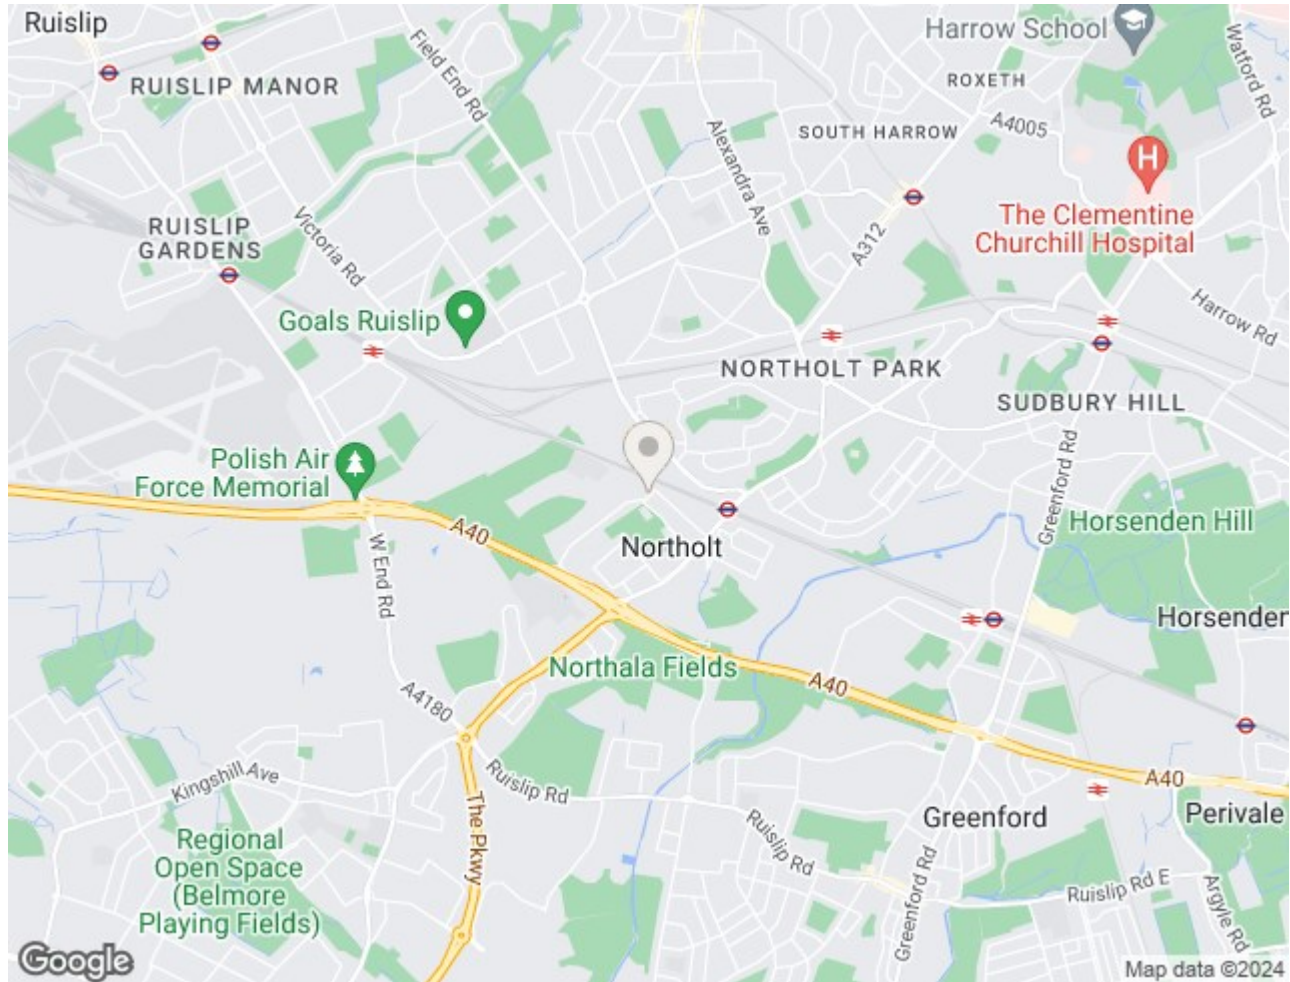 Ruislip
RUISLIP MANOR
Field End Rd
Harrow School
ROXETH
Watford Rd
A4005
SOUTH HARROW
Alexandra Ave
H
The Clementine
Churchill Hospital
A312
RUISLIP
GARDENS
Victoria Rd
Goals Ruislip
Harrow Rd
NORTHOLT PARK
SUDBURY HILL
Polish Air
Force Memorial
A40
Greenford Rd
Horsenden Hill
Northolt
W End Rd
Horsenden
Northala Fields
A40
A4180
Kingshill Ave
Ruislip Rd
The Pkwy
A40
Greenford
Perivale
Regional
Open Space
(Belmore
Playing Fields)
Ruislip Rd
Greenford Rd
Ruislip Rd E
Argyle Rd
Google
Map data ©2024